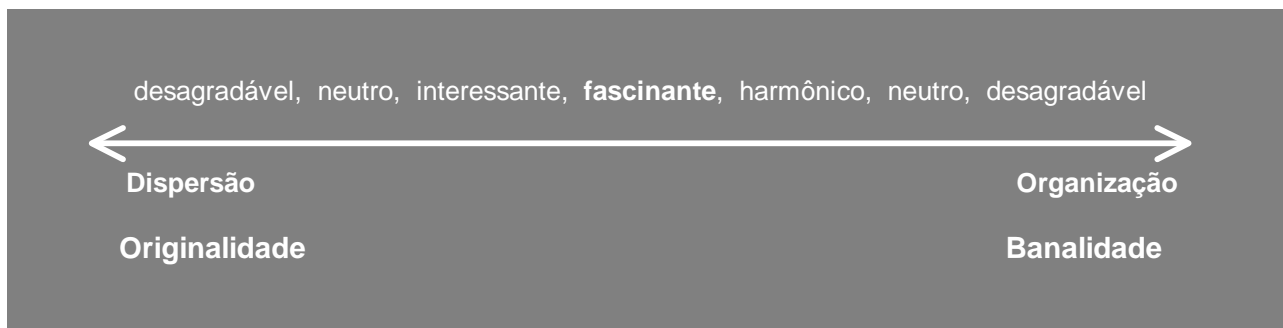 desagradável, neutro, interessante, fascinante, harmônico, neutro, desagradável
Dispersão Organização
Originalidade Banalidade